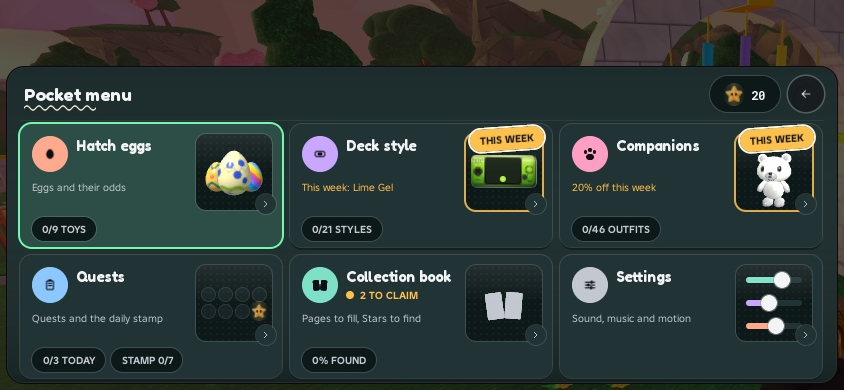 Pocket menu
20
Hatch eggs
Eggs and their odds
0/9 TOYS
Deck style
THIS WEEK
This week: Lime Gel
0/21 STYLES
Companions
THIS WEEK
20% off this week
0/46 OUTFITS
Quests
Quests and the daily stamp
0/3 TODAY
STAMP 0/7
Collection book
2 TO CLAIM
Pages to fill, Stars to find
0% FOUND
Settings
Sound, music and motion